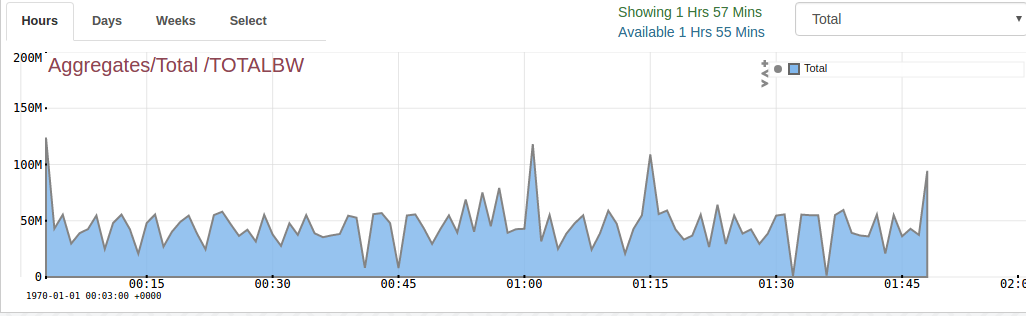 Hours Days Weeks Select
Showing 1 Hrs 57 Mins
Available 1 Hrs 55 Mins
Total
Aggregates/Total /TOTALBW
Total
200M
150M
100M
50M
0
00:15 00:30 00:45 01:00 01:15 01:30 01:45 02:0
1970-01-01 00:03:00 +0000